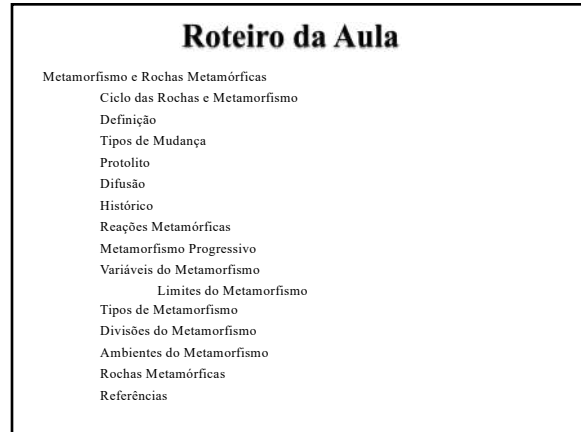 Roteiro da Aula
Metamorfismo e Rochas Metamórficas
Ciclo das Rochas e Metamorfismo
Definição
Tipos de Mudança
Protolito
Difusão
Histórico
Reações Metamórficas
Metamorfismo Progressivo
Variáveis do Metamorfismo
Limites do Metamorfismo
Tipos de Metamorfismo
Divisões do Metamorfismo
Ambientes do Metamorfismo
Rochas Metamórficas
Referências